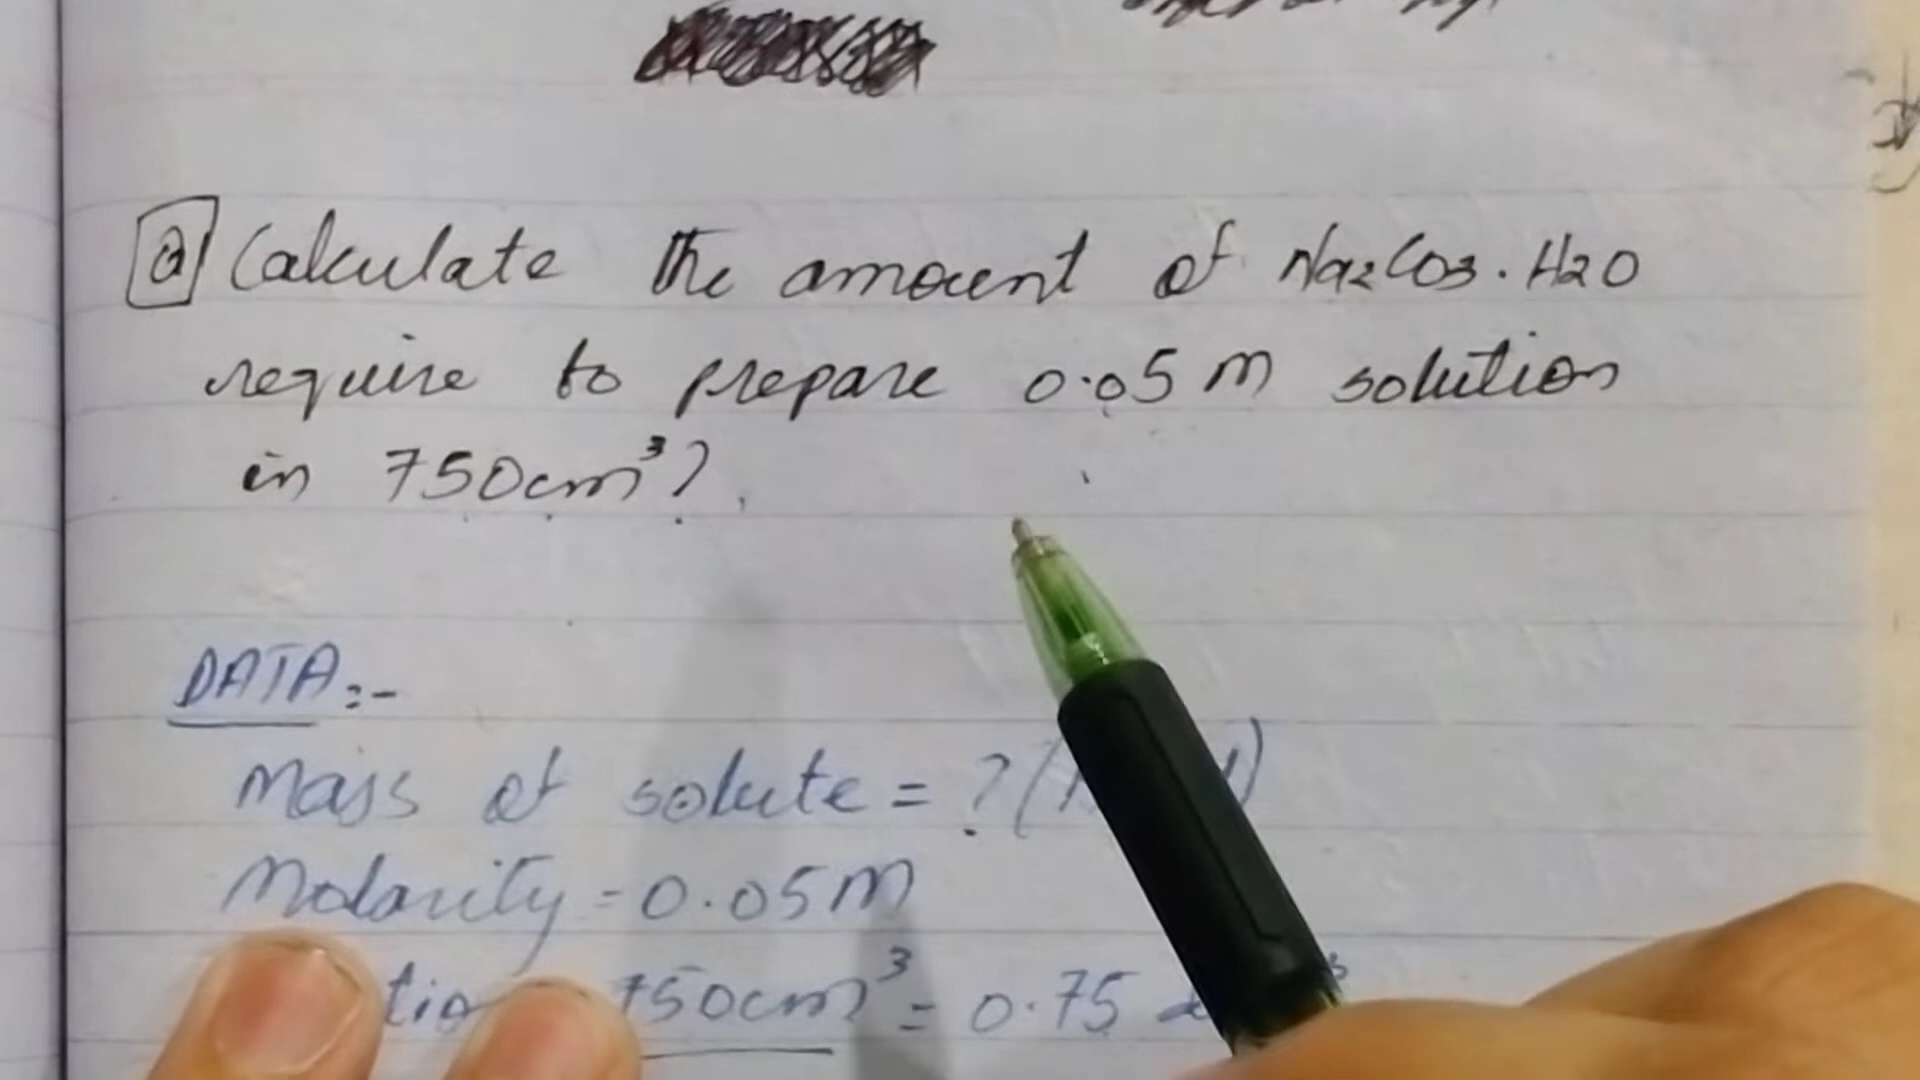 Q Calculate the amount of Na2CO3.H2O
require to prepare 0.05 M solution
in 750cm³?
DATA:-
Mass of solute = ?
Molarity = 0.05M
750cm³ = 0.75